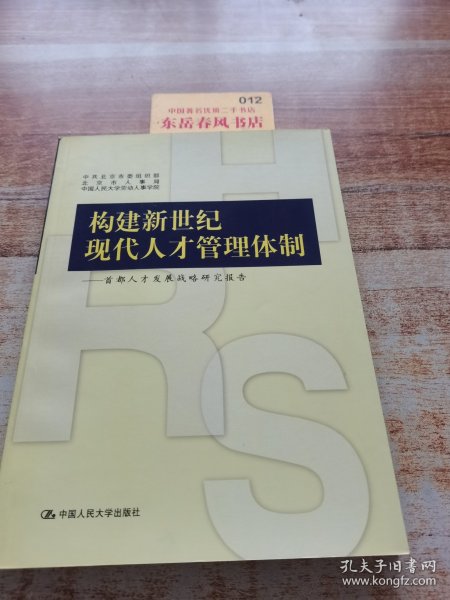 012
中国著名优质二手书店
东岳春风书店
中共北京市委组织部
北京市人事局
中国人民大学劳动人事学院
构建新世纪
现代人才管理体制
——首都人才发展战略研究报告
H
R
S
中国人民大学出版社
孔夫子旧书网
www.kongfz.com